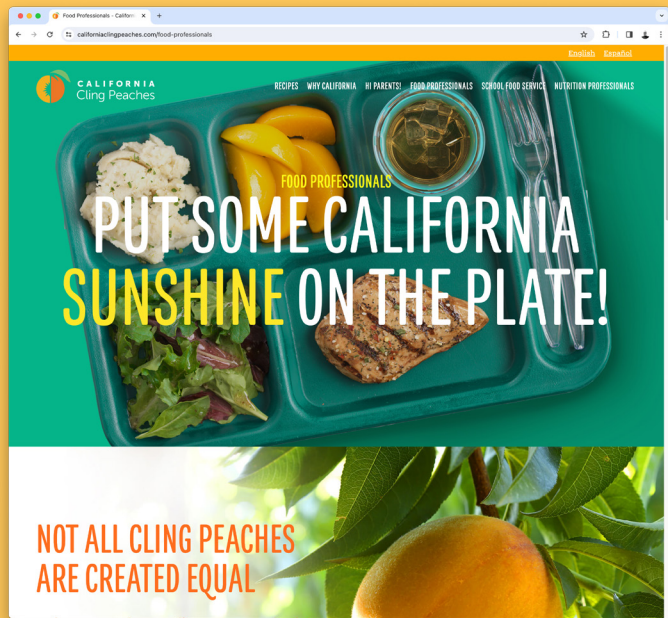 Food Professionals - Californ
californiaclingpeaches.com/food-professionals
English Español
CALIFORNIA
Cling Peaches
RECIPES WHY CALIFORNIA HI PARENTS! FOOD PROFESSIONALS SCHOOL FOOD SERVICE NUTRITION PROFESSIONALS
FOOD PROFESSIONALS
PUT SOME CALIFORNIA
SUNSHINE ON THE PLATE!
NOT ALL CLING PEACHES
ARE CREATED EQUAL